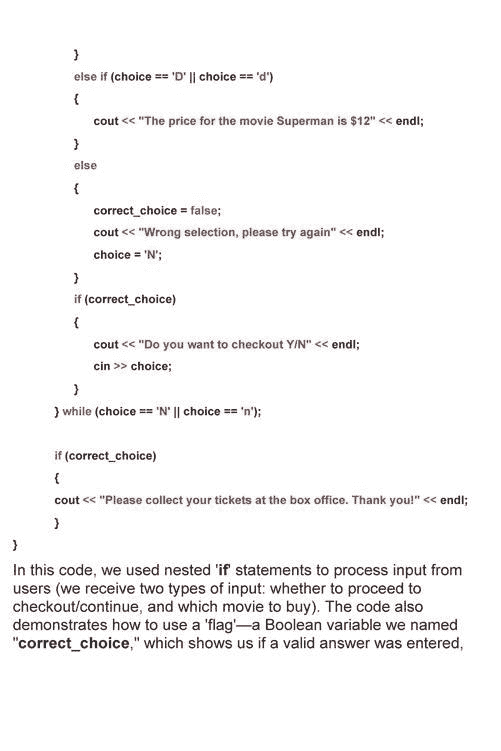 }
else if (choice == 'D' || choice == 'd')
{
cout << "The price for the movie Superman is $12" << endl;
}
else
{
correct_choice = false;
cout << "Wrong selection, please try again" << endl;
choice = 'N';
}
if (correct_choice)
{
cout << "Do you want to checkout Y/N" << endl;
cin >> choice;
}
} while (choice == 'N' || choice == 'n');
if (correct_choice)
{
cout << "Please collect your tickets at the box office. Thank you!" << endl;
}
}
In this code, we used nested 'if' statements to process input from
users (we receive two types of input: whether to proceed to
checkout/continue, and which movie to buy). The code also
demonstrates how to use a 'flag'—a Boolean variable we named
"correct_choice," which shows us if a valid answer was entered,